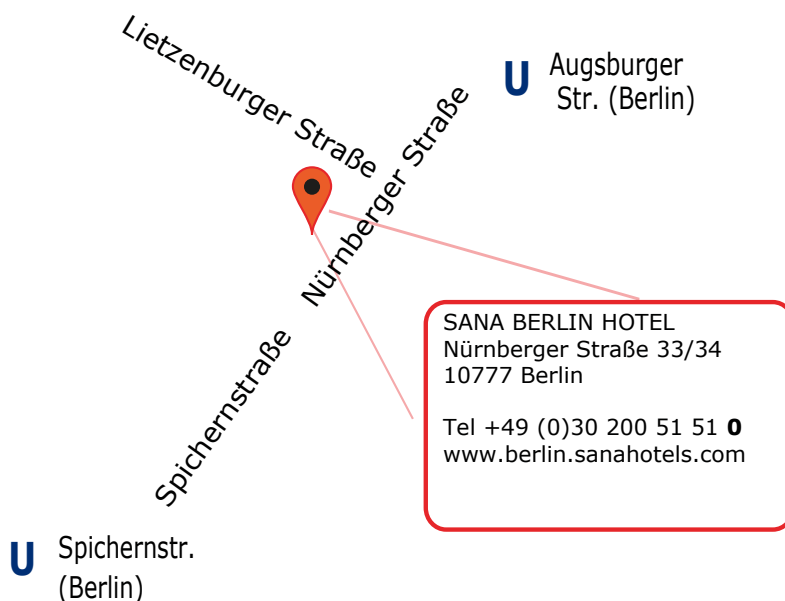 Lietzenburger Straße
U Augsburger
Str. (Berlin)
Nürnberger Straße
SANA BERLIN HOTEL
Nürnberger Straße 33/34
10777 Berlin
Tel +49 (0)30 200 51 51 0
www.berlin.sanahotels.com
Spichernstraße
U Spichernstr.
(Berlin)